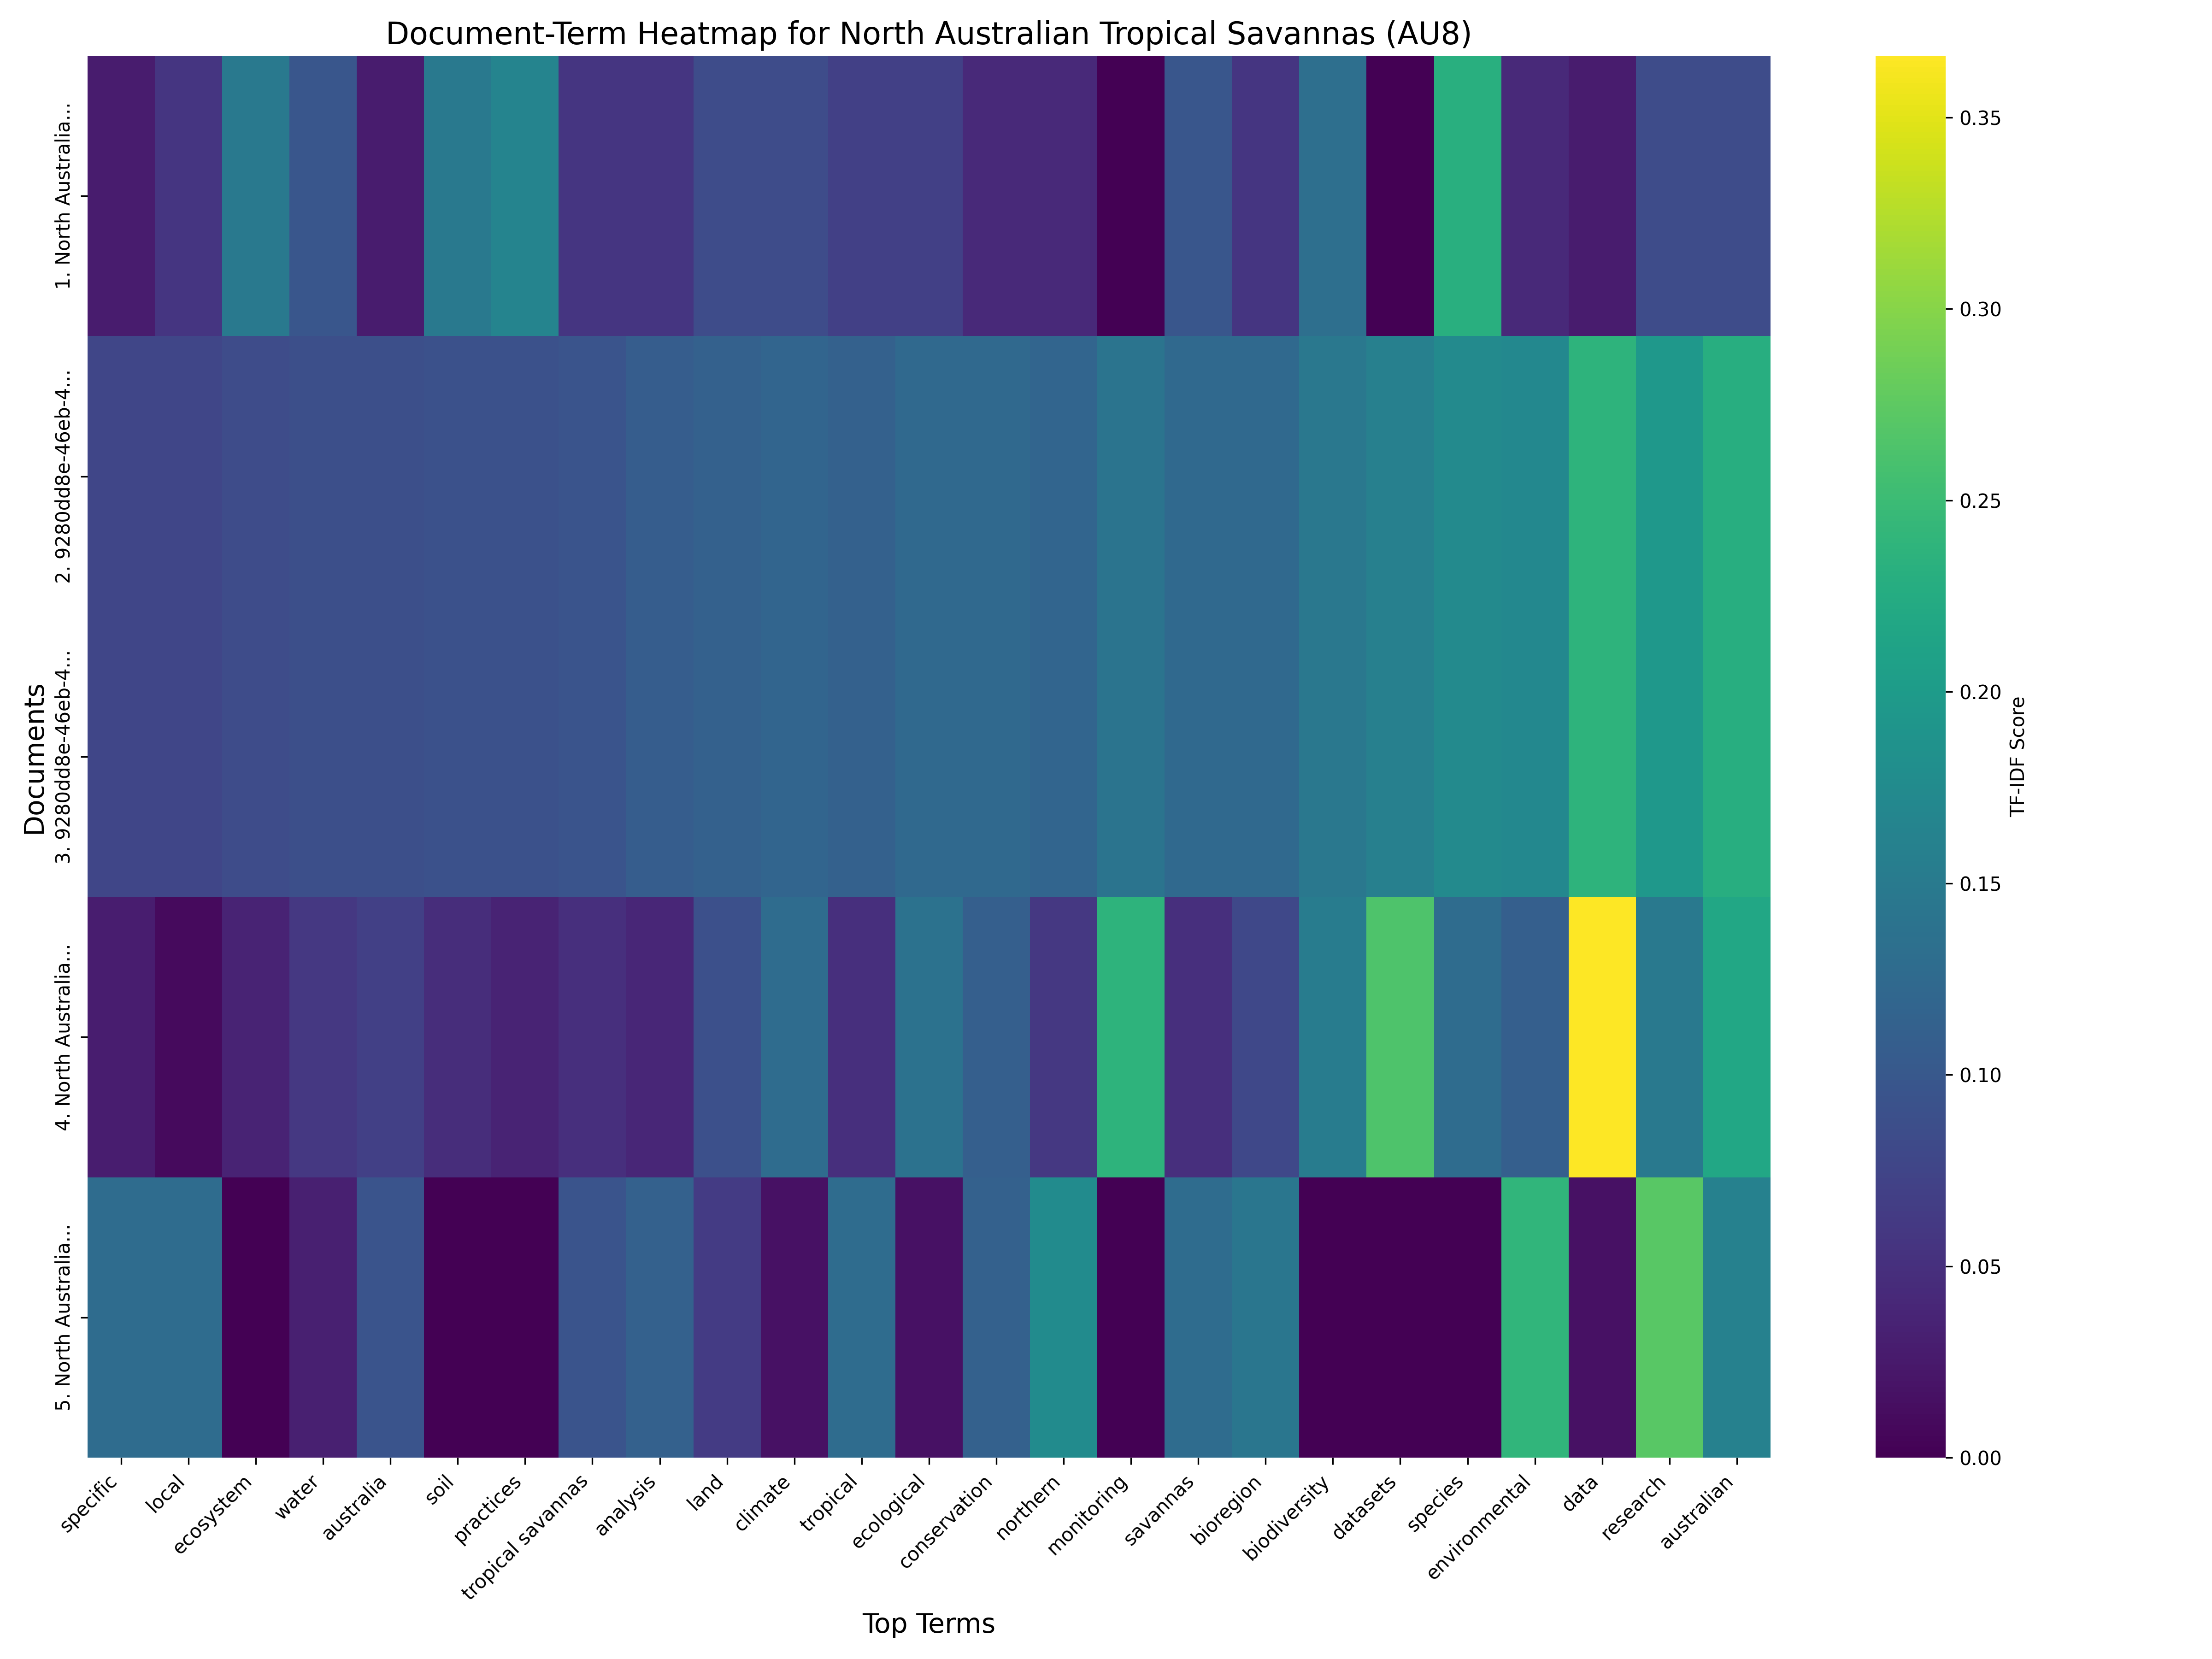 Document-Term Heatmap for North Australian Tropical Savannas (AU8)
Documents
1. North Australia...
2. 9280dd8e-46eb-4...
3. 9280dd8e-46eb-4...
4. North Australia...
5. North Australia...
specific
local
ecosystem
water
australia
soil
practices
tropical savannas
analysis
land
climate
tropical
ecological
conservation
northern
monitoring
savannas
bioregion
biodiversity
datasets
species
environmental
data
research
australian
Top Terms
0.35
0.30
0.25
0.20
0.15
0.10
0.05
0.00
TF-IDF Score